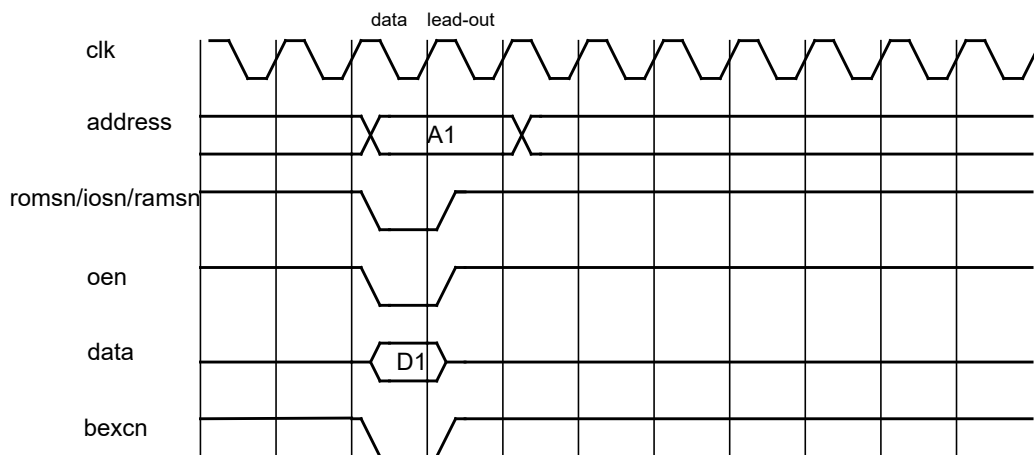 data lead-out
clk
address
A1
romsn/iosn/ramsn
oen
data
D1
bexcn